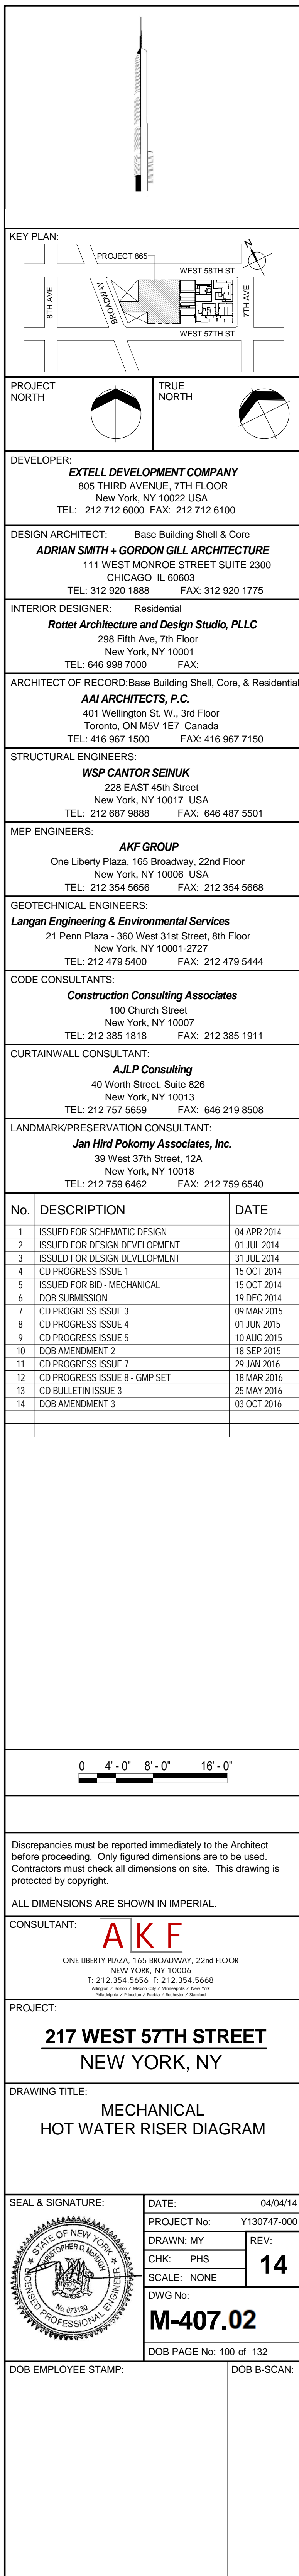 KEY PLAN:
N
PROJECT 865
WEST 58TH ST
8TH AVE
BROADWAY
7TH AVE
WEST 57TH ST
PROJECT
NORTH
TRUE
NORTH
DEVELOPER:
EXTELL DEVELOPMENT COMPANY
805 THIRD AVENUE, 7TH FLOOR
New York, NY 10022 USA
TEL: 212 712 6000 FAX: 212 712 6100
DESIGN ARCHITECT: Base Building Shell & Core
ADRIAN SMITH + GORDON GILL ARCHITECTURE
111 WEST MONROE STREET SUITE 2300
CHICAGO IL 60603
TEL: 312 920 1888 FAX: 312 920 1775
INTERIOR DESIGNER: Residential
Rottet Architecture and Design Studio, PLLC
298 Fifth Ave, 7th Floor
New York, NY 10001
TEL: 646 998 7000 FAX:
ARCHITECT OF RECORD:Base Building Shell, Core, & Residential
AAI ARCHITECTS, P.C.
401 Wellington St. W., 3rd Floor
Toronto, ON M5V 1E7 Canada
TEL: 416 967 1500 FAX: 416 967 7150
STRUCTURAL ENGINEERS:
WSP CANTOR SEINUK
228 EAST 45th Street
New York, NY 10017 USA
TEL: 212 687 9888 FAX: 646 487 5501
MEP ENGINEERS:
AKF GROUP
One Liberty Plaza, 165 Broadway, 22nd Floor
New York, NY 10006 USA
TEL: 212 354 5656 FAX: 212 354 5668
GEOTECHNICAL ENGINEERS:
Langan Engineering & Environmental Services
21 Penn Plaza - 360 West 31st Street, 8th Floor
New York, NY 10001-2727
TEL: 212 479 5400 FAX: 212 479 5444
CODE CONSULTANTS:
Construction Consulting Associates
100 Church Street
New York, NY 10007
TEL: 212 385 1818 FAX: 212 385 1911
CURTAINWALL CONSULTANT:
AJLP Consulting
40 Worth Street. Suite 826
New York, NY 10013
TEL: 212 757 5659 FAX: 646 219 8508
LANDMARK/PRESERVATION CONSULTANT:
Jan Hird Pokorny Associates, Inc.
39 West 37th Street, 12A
New York, NY 10018
TEL: 212 759 6462 FAX: 212 759 6540
No. DESCRIPTION DATE
1 ISSUED FOR SCHEMATIC DESIGN 04 APR 2014
2 ISSUED FOR DESIGN DEVELOPMENT 01 JUL 2014
3 ISSUED FOR DESIGN DEVELOPMENT 31 JUL 2014
4 CD PROGRESS ISSUE 1 15 OCT 2014
5 ISSUED FOR BID - MECHANICAL 15 OCT 2014
6 DOB SUBMISSION 19 DEC 2014
7 CD PROGRESS ISSUE 3 09 MAR 2015
8 CD PROGRESS ISSUE 4 01 JUN 2015
9 CD PROGRESS ISSUE 5 10 AUG 2015
10 DOB AMENDMENT 2 18 SEP 2015
11 CD PROGRESS ISSUE 7 29 JAN 2016
12 CD PROGRESS ISSUE 8 - GMP SET 18 MAR 2016
13 CD BULLETIN ISSUE 3 25 MAY 2016
14 DOB AMENDMENT 3 03 OCT 2016
0 4' - 0" 8' - 0" 16' - 0"
Discrepancies must be reported immediately to the Architect
before proceeding. Only figured dimensions are to be used.
Contractors must check all dimensions on site. This drawing is
protected by copyright.
ALL DIMENSIONS ARE SHOWN IN IMPERIAL.
CONSULTANT:
AKF
ONE LIBERTY PLAZA, 165 BROADWAY, 22nd FLOOR
NEW YORK, NY 10006
T: 212.354.5656 F: 212.354.5668
Arlington / Boston / Mexico City / Minneapolis / New York
Philadelphia / Princeton / Puebla / Rochester / Stamford
PROJECT:
217 WEST 57TH STREET
NEW YORK, NY
DRAWING TITLE:
MECHANICAL
HOT WATER RISER DIAGRAM
SEAL & SIGNATURE:
STATE OF NEW YORK
CHRISTOPHER O. McHUGH
No. 073130
LICENSED PROFESSIONAL ENGINEER
DATE: 04/04/14
PROJECT No: Y130747-000
DRAWN: MY
REV:
CHK: PHS
14
SCALE: NONE
DWG No:
M-407.02
DOB PAGE No: 100 of 132
DOB EMPLOYEE STAMP:
DOB B-SCAN: